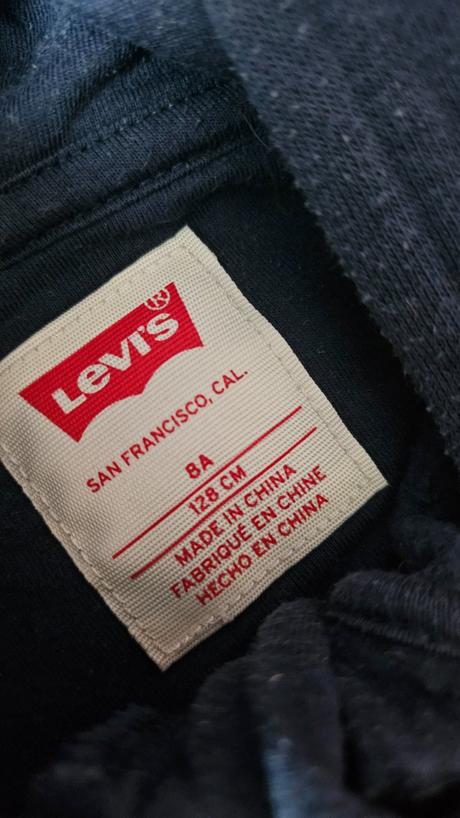 Levi's®
SAN FRANCISCO, CAL.
8A
128 CM
MADE IN CHINA
FABRIQUÉ EN CHINE
HECHO EN CHINA